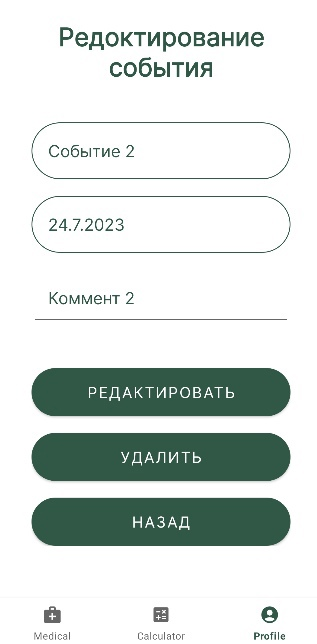 Редоктирование
события
Событие 2
24.7.2023
Коммент 2
РЕДАКТИРОВАТЬ
УДАЛИТЬ
НАЗАД
Medical
Calculator
Profile